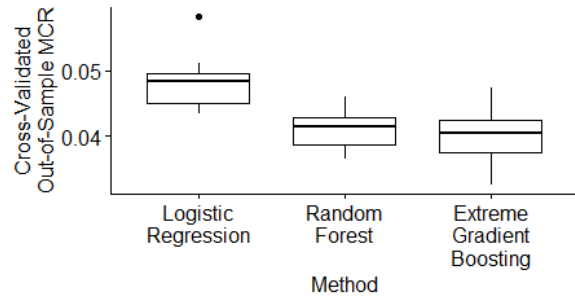 Cross-Validated
Out-of-Sample MCR
0.05
0.04
Logistic
Regression
Random
Forest
Extreme
Gradient
Boosting
Method